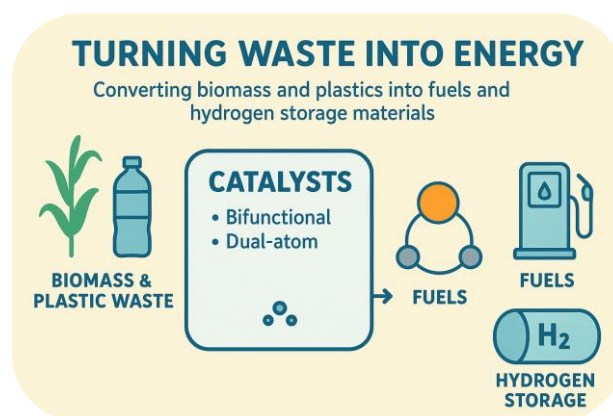 TURNING WASTE INTO ENERGY
Converting biomass and plastics into fuels and
hydrogen storage materials
BIOMASS &
PLASTIC WASTE
CATALYSTS
• Bifunctional
• Dual-atom
FUELS
FUELS
H₂
HYDROGEN
STORAGE